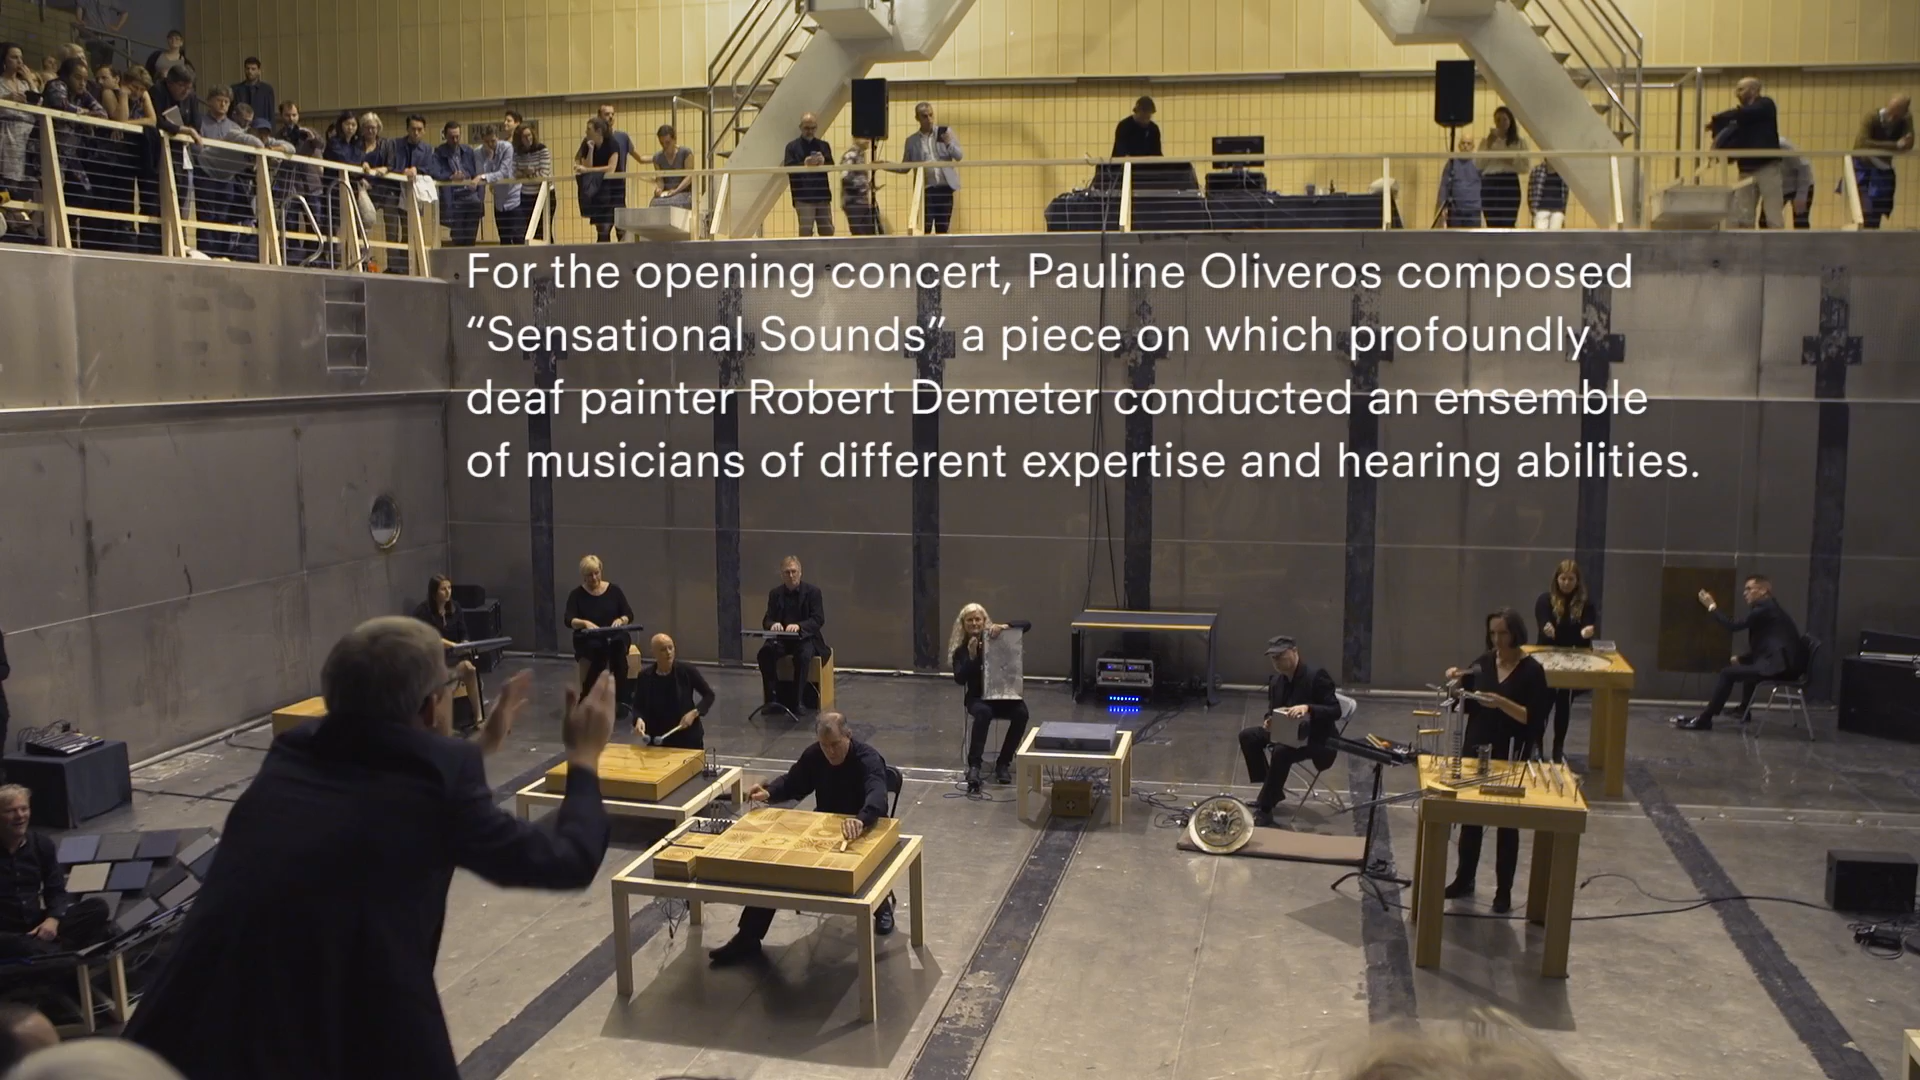 For the opening concert, Pauline Oliveros composed
“Sensational Sounds” a piece on which profoundly
deaf painter Robert Demeter conducted an ensemble
of musicians of different expertise and hearing abilities.